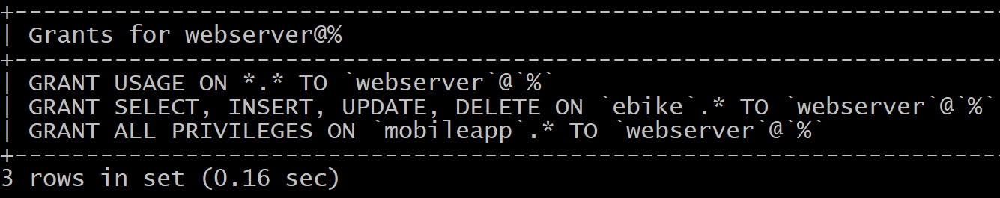 +---------------------------------------------------------------------
| Grants for webserver@%
+---------------------------------------------------------------------
| GRANT USAGE ON *.* TO `webserver`@`%`
| GRANT SELECT, INSERT, UPDATE, DELETE ON `ebike`.* TO `webserver`@`%`
| GRANT ALL PRIVILEGES ON `mobileapp`.* TO `webserver`@`%`
+---------------------------------------------------------------------
3 rows in set (0.16 sec)